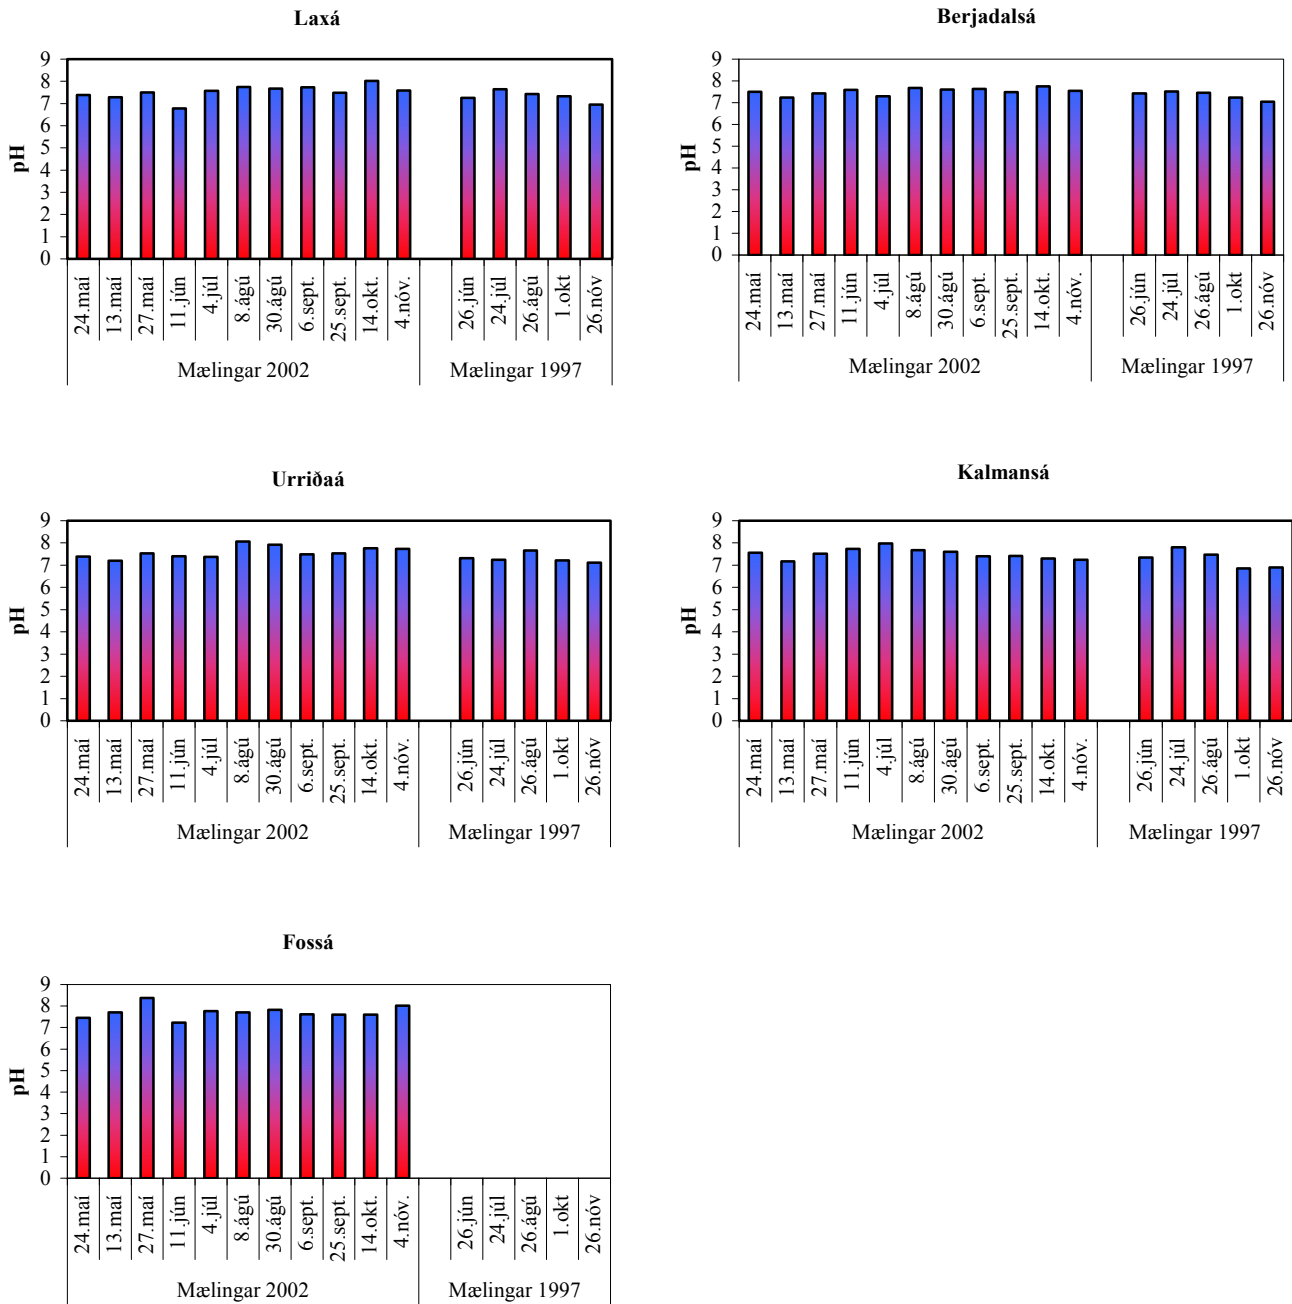 Laxá
pH
9
8
7
6
5
4
3
2
1
0
24.maí 13.maí 27.maí 11.jún 4.júl 8.ágú 30.ágú 6.sept. 25.sept. 14.okt. 4.nóv. 26.jún 24.júl 26.ágú 1.okt 26.nóv
Mælingar 2002 Mælingar 1997
Berjadalsá
pH
9
8
7
6
5
4
3
2
1
0
24.maí 13.maí 27.maí 11.jún 4.júl 8.ágú 30.ágú 6.sept. 25.sept. 14.okt. 4.nóv. 26.jún 24.júl 26.ágú 1.okt 26.nóv
Mælingar 2002 Mælingar 1997
Urriðaá
pH
9
8
7
6
5
4
3
2
1
0
24.maí 13.maí 27.maí 11.jún 4.júl 8.ágú 30.ágú 6.sept. 25.sept. 14.okt. 4.nóv. 26.jún 24.júl 26.ágú 1.okt 26.nóv
Mælingar 2002 Mælingar 1997
Kalmansá
pH
9
8
7
6
5
4
3
2
1
0
24.maí 13.maí 27.maí 11.jún 4.júl 8.ágú 30.ágú 6.sept. 25.sept. 14.okt. 4.nóv. 26.jún 24.júl 26.ágú 1.okt 26.nóv
Mælingar 2002 Mælingar 1997
Fossá
pH
9
8
7
6
5
4
3
2
1
0
24.maí 13.maí 27.maí 11.jún 4.júl 8.ágú 30.ágú 6.sept. 25.sept. 14.okt. 4.nóv. 26.jún 24.júl 26.ágú 1.okt 26.nóv
Mælingar 2002 Mælingar 1997